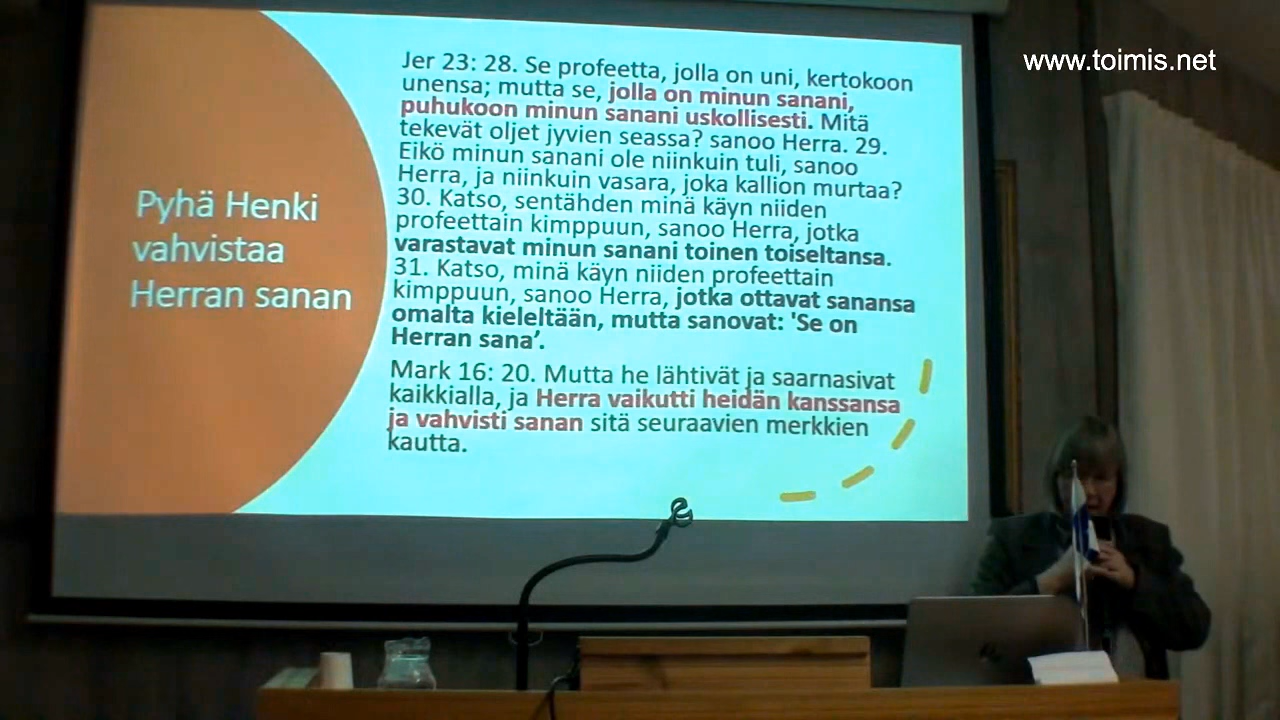 www.toimis.net
Pyhä Henki
vahvistaa
Herran sanan
Jer 23: 28. Se profeetta, jolla on uni, kertokoon
unensa; mutta se, jolla on minun sanani,
puhukoon minun sanani uskollisesti. Mitä
tekevät oljet jyvien seassa? sanoo Herra. 29.
Eikö minun sanani ole niinkuin tuli, sanoo
Herra, ja niinkuin vasara, joka kallion murtaa?
30. Katso, sentähden minä käyn niiden
profeettain kimppuun, sanoo Herra, jotka
varastavat minun sanani toinen toiseltansa.
31. Katso, minä käyn niiden profeettain
kimppuun, sanoo Herra, jotka ottavat sanansa
omalta kieleltään, mutta sanovat: 'Se on
Herran sana’.
Mark 16: 20. Mutta he lähtivät ja saarnasivat
kaikkialla, ja Herra vaikutti heidän kanssansa
ja vahvisti sanan sitä seuraavien merkkien
kautta.